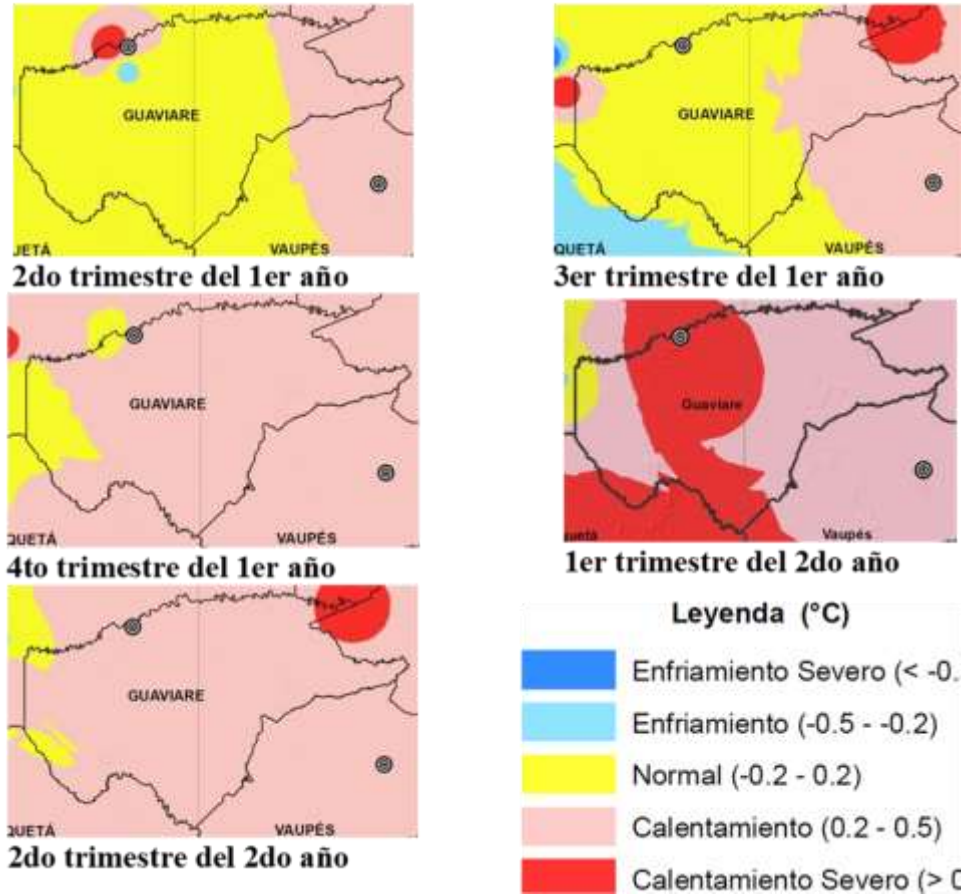 GUAVIARE
JETÁ
VAUPÉS
2do trimestre del 1er año
GUAVIARE
QUETÁ
VAUPÉS
3er trimestre del 1er año
GUAVIARE
QUETÁ
VAUPÉS
4to trimestre del 1er año
Guaviare
uetá
Vaupés
1er trimestre del 2do año
GUAVIARE
QUETÁ
VAUPÉS
2do trimestre del 2do año
Leyenda (°C)
Enfriamiento Severo (< -0.
Enfriamiento (-0.5 - -0.2)
Normal (-0.2 - 0.2)
Calentamiento (0.2 - 0.5)
Calentamiento Severo (> 0